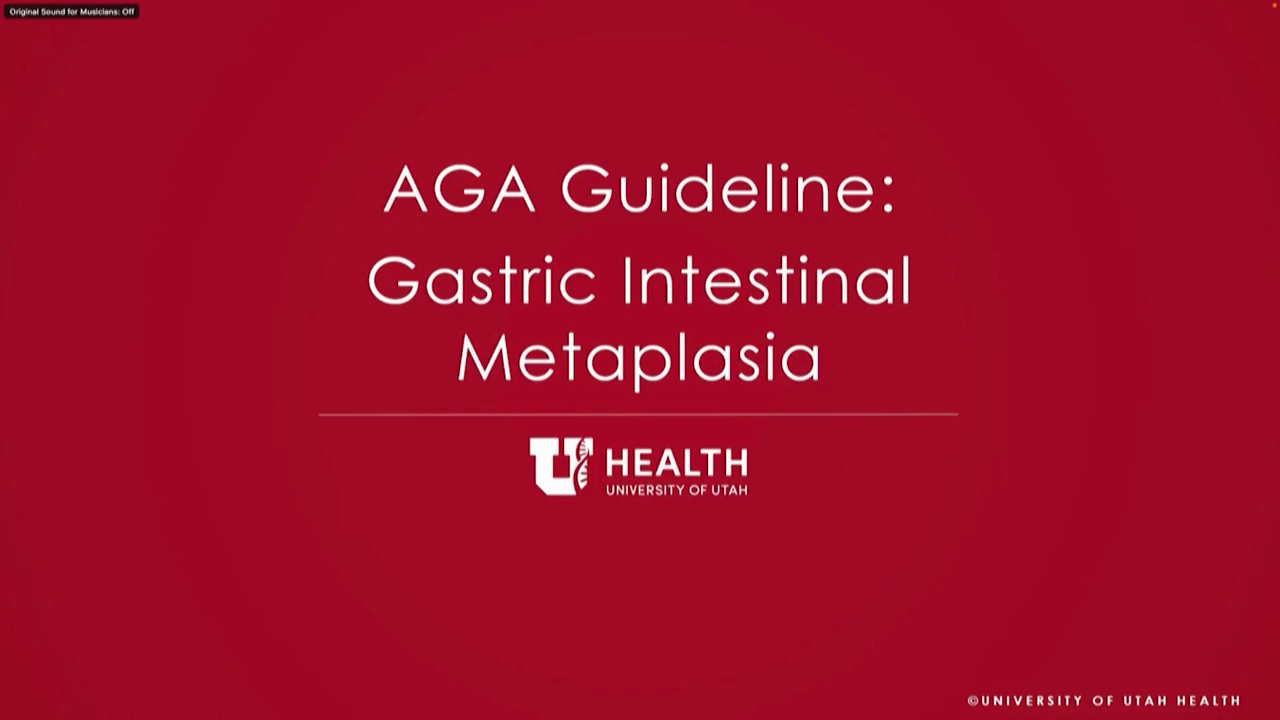 Original Sound for Musicians: Off
AGA Guideline:
Gastric Intestinal
Metaplasia
U HEALTH
UNIVERSITY OF UTAH
©UNIVERSITY OF UTAH HEALTH